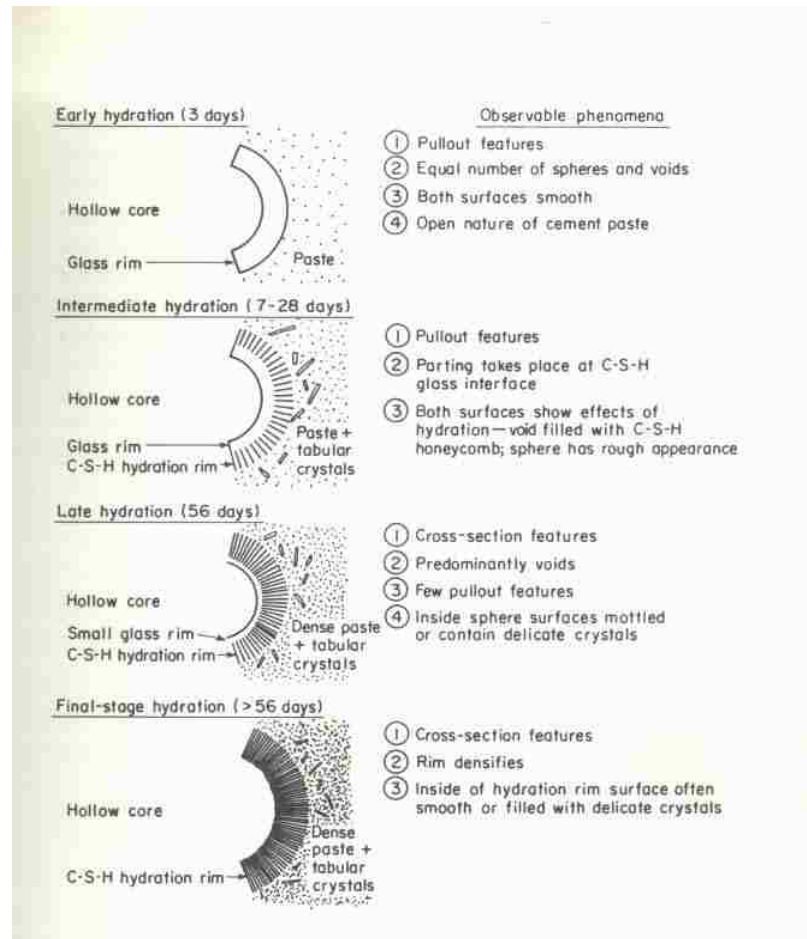 Early hydration (3 days)
Observable phenomena
Hollow core
Glass rim
Paste
1 Pullout features
2 Equal number of spheres and voids
3 Both surfaces smooth
4 Open nature of cement paste
Intermediate hydration (7-28 days)
Hollow core
Glass rim
C-S-H hydration rim
Paste +
tabular
crystals
1 Pullout features
2 Parting takes place at C-S-H
glass interface
3 Both surfaces show effects of
hydration—void filled with C-S-H
honeycomb; sphere has rough appearance
Late hydration (56 days)
Hollow core
Small glass rim
C-S-H hydration rim
Dense paste
+ tabular
crystals
1 Cross-section features
2 Predominantly voids
3 Few pullout features
4 Inside sphere surfaces mottled
or contain delicate crystals
Final-stage hydration (>56 days)
Hollow core
C-S-H hydration rim
Dense
paste +
tabular
crystals
1 Cross-section features
2 Rim densifies
3 Inside of hydration rim surface often
smooth or filled with delicate crystals